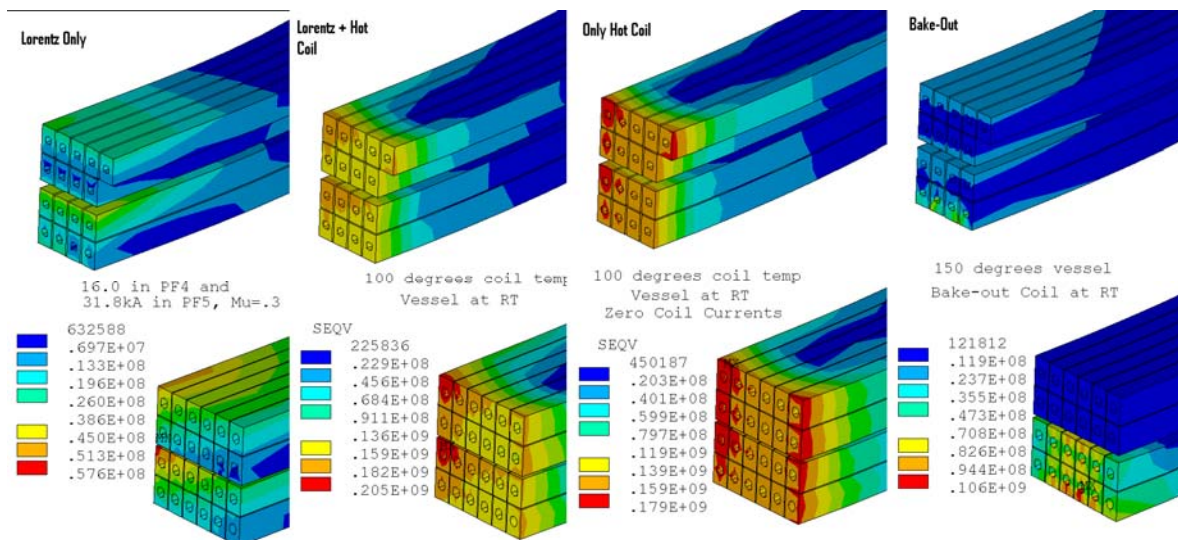 Lorentz Only
16.0 in PF4 and
31.8kA in PF5, Mu=.3
632588
.697E+07
.133E+08
.196E+08
.260E+08
.386E+08
.450E+08
.513E+08
.576E+08
Lorentz + Hot
Coil
100 degrees coil temp
Vessel at RT
SEQV
225836
.229E+08
.456E+08
.684E+08
.911E+08
.136E+09
.159E+09
.182E+09
.205E+09
Only Hot Coil
100 degrees coil temp
Vessel at RT
Zero Coil Currents
SEQV
450187
.203E+08
.401E+08
.599E+08
.797E+08
.119E+09
.139E+09
.159E+09
.179E+09
Bake-Out
150 degrees vessel
Bake-out Coil at RT
121812
.119E+08
.237E+08
.355E+08
.473E+08
.708E+08
.826E+08
.944E+08
.106E+09